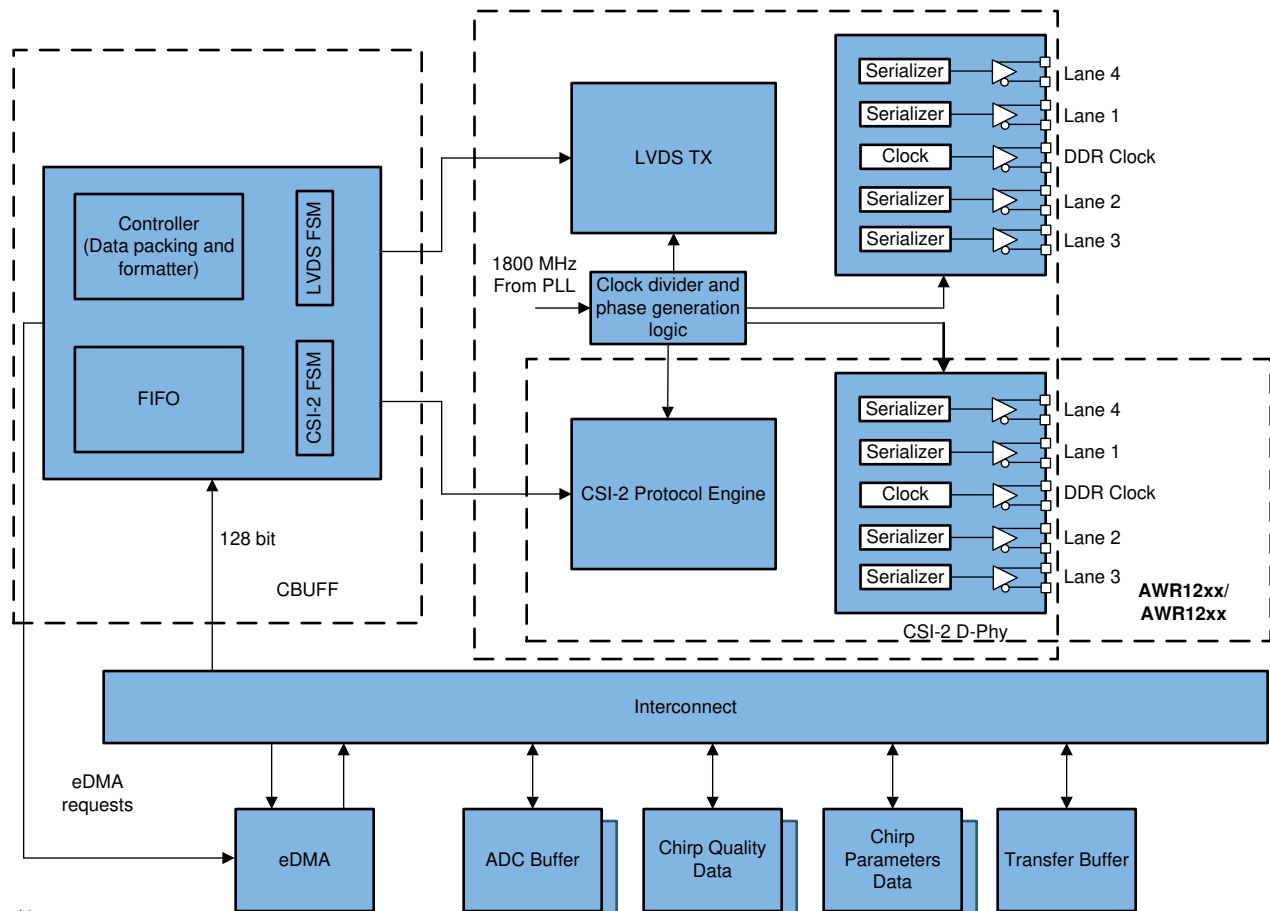 Controller
(Data packing and
formatter)
LVDS FSM
FIFO
CSI-2 FSM
128 bit
CBUFF
LVDS TX
1800 MHz
From PLL
Clock divider and
phase generation
logic
CSI-2 Protocol Engine
Serializer
Lane 4
Serializer
Lane 1
Clock
DDR Clock
Serializer
Lane 2
Serializer
Lane 3
Serializer
Lane 4
Serializer
Lane 1
Clock
DDR Clock
Serializer
Lane 2
Serializer
Lane 3
CSI-2 D-Phy
AWR12xx/
AWR12xx
Interconnect
eDMA
requests
eDMA
ADC Buffer
Chirp Quality
Data
Chirp
Parameters
Data
Transfer Buffer